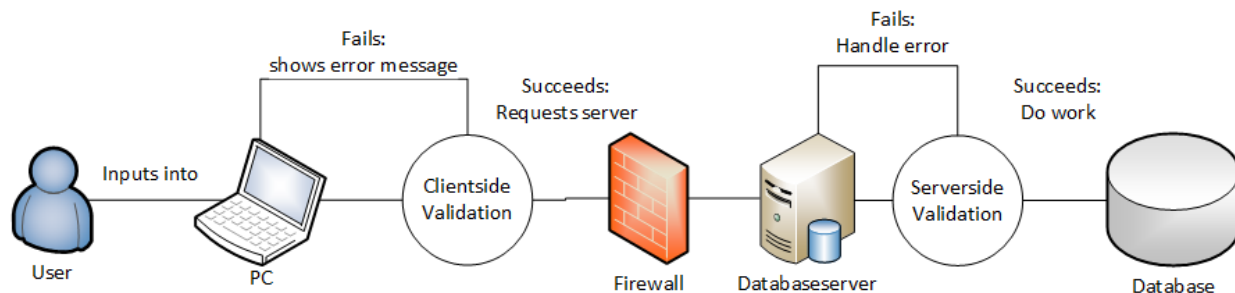 Fails:
shows error message
Fails:
Handle error
Succeeds:
Requests server
Succeeds:
Do work
Inputs into
Clientside
Validation
Serverside
Validation
User
PC
Firewall
Databaseserver
Database